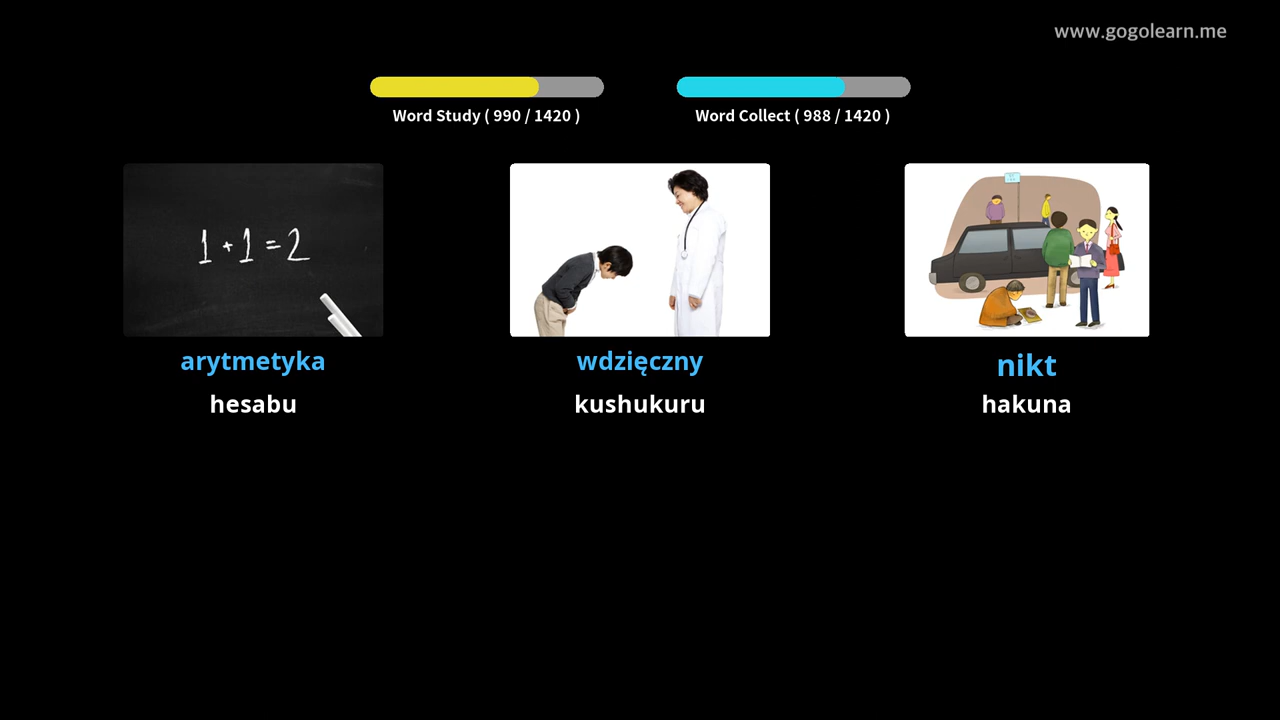 www.gogolearn.me
Word Study ( 990 / 1420 )
Word Collect ( 988 / 1420 )
1 + 1 = 2
arytmetyka
wdzięczny
nikt
hesabu
kushukuru
hakuna